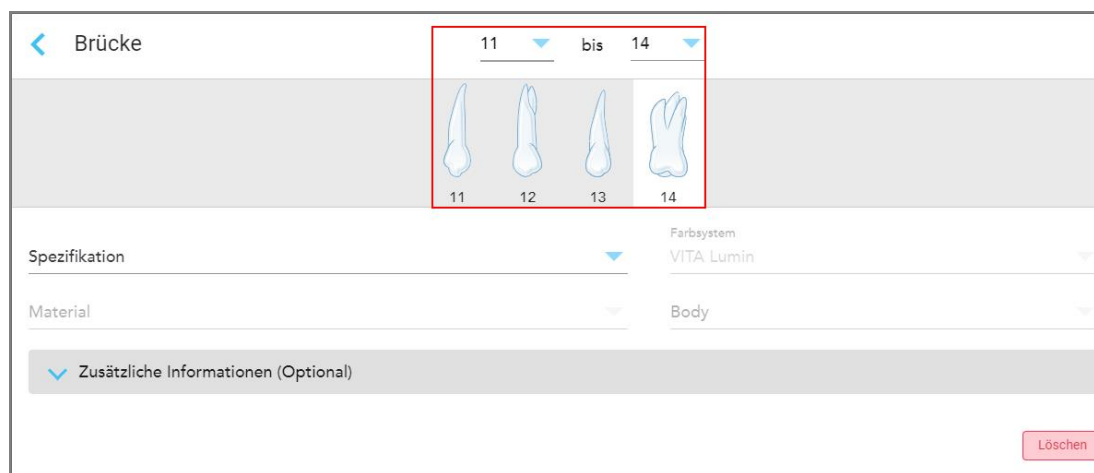 Brücke 11 bis 14
11 12 13 14
Farbsystem
Spezifikation VITA Lumin
Material Body
Zusätzliche Informationen (Optional)
Löschen